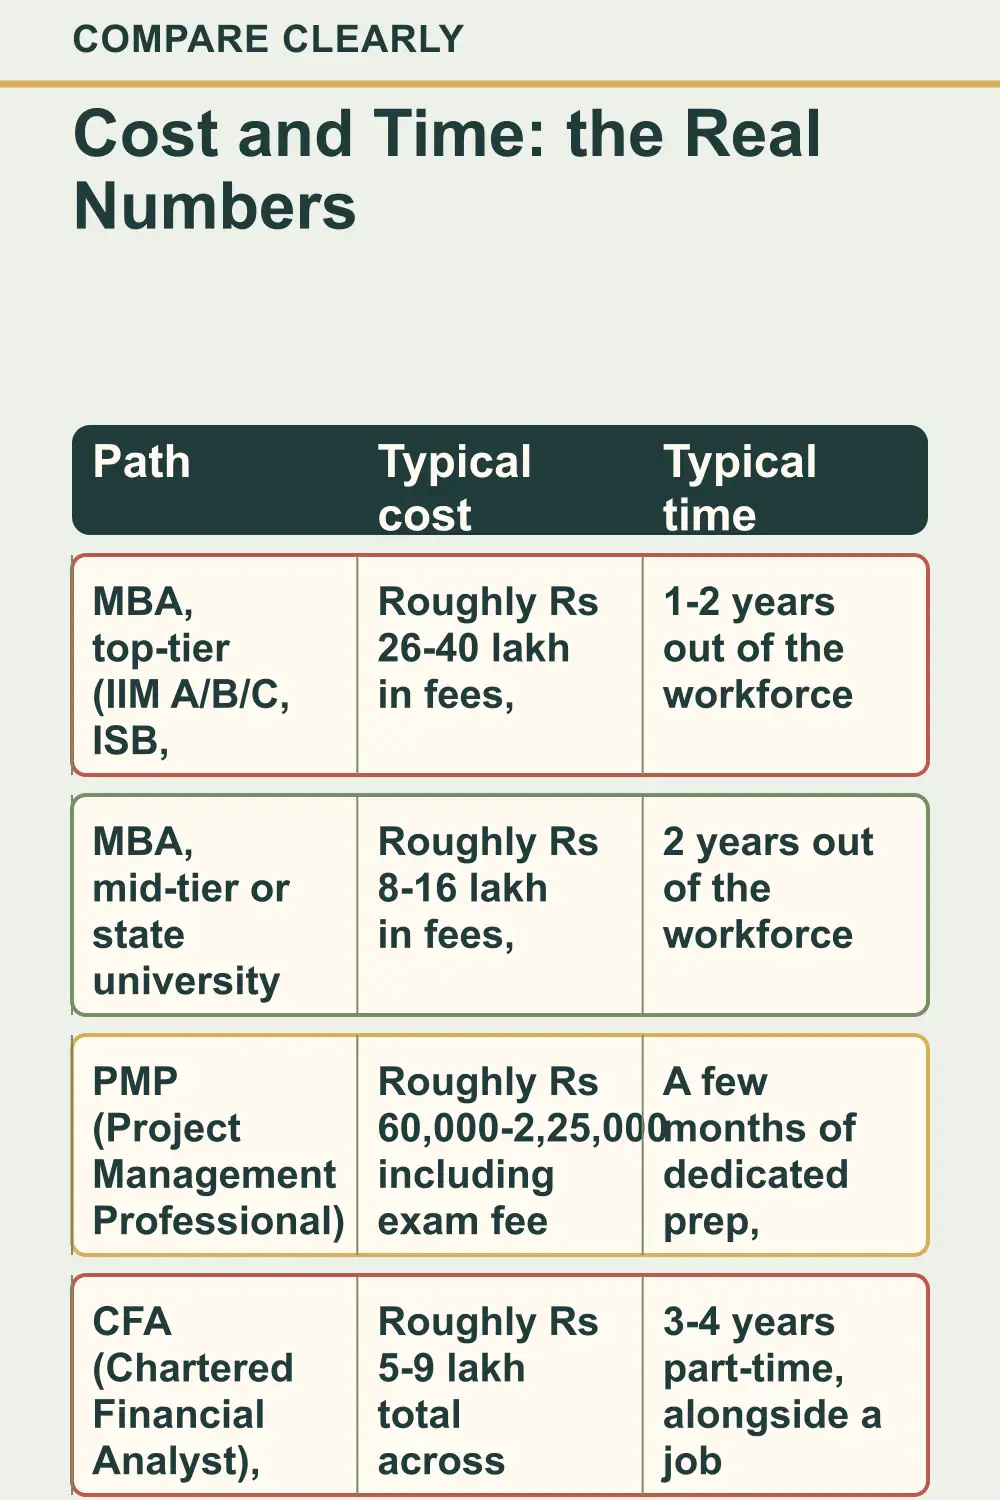 COMPARE CLEARLY
Cost and Time: the Real
Numbers
Path
Typical
cost
Typical
time
MBA,
top-tier
(IIM A/B/C,
ISB,
Roughly Rs
26-40 lakh
in fees,
1-2 years
out of the
workforce
MBA,
mid-tier or
state
university
Roughly Rs
8-16 lakh
in fees,
2 years out
of the
workforce
PMP
(Project
Management
Professional)
Roughly Rs
60,000-2,25,000
including
exam fee
A few
months of
dedicated
prep,
CFA
(Chartered
Financial
Analyst),
Roughly Rs
5-9 lakh
total
across
3-4 years
part-time,
alongside a
job